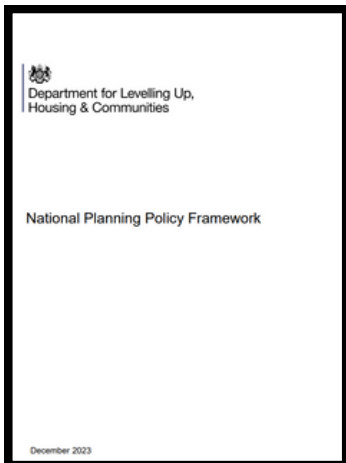 Department for Levelling Up,
Housing & Communities
National Planning Policy Framework
December 2023